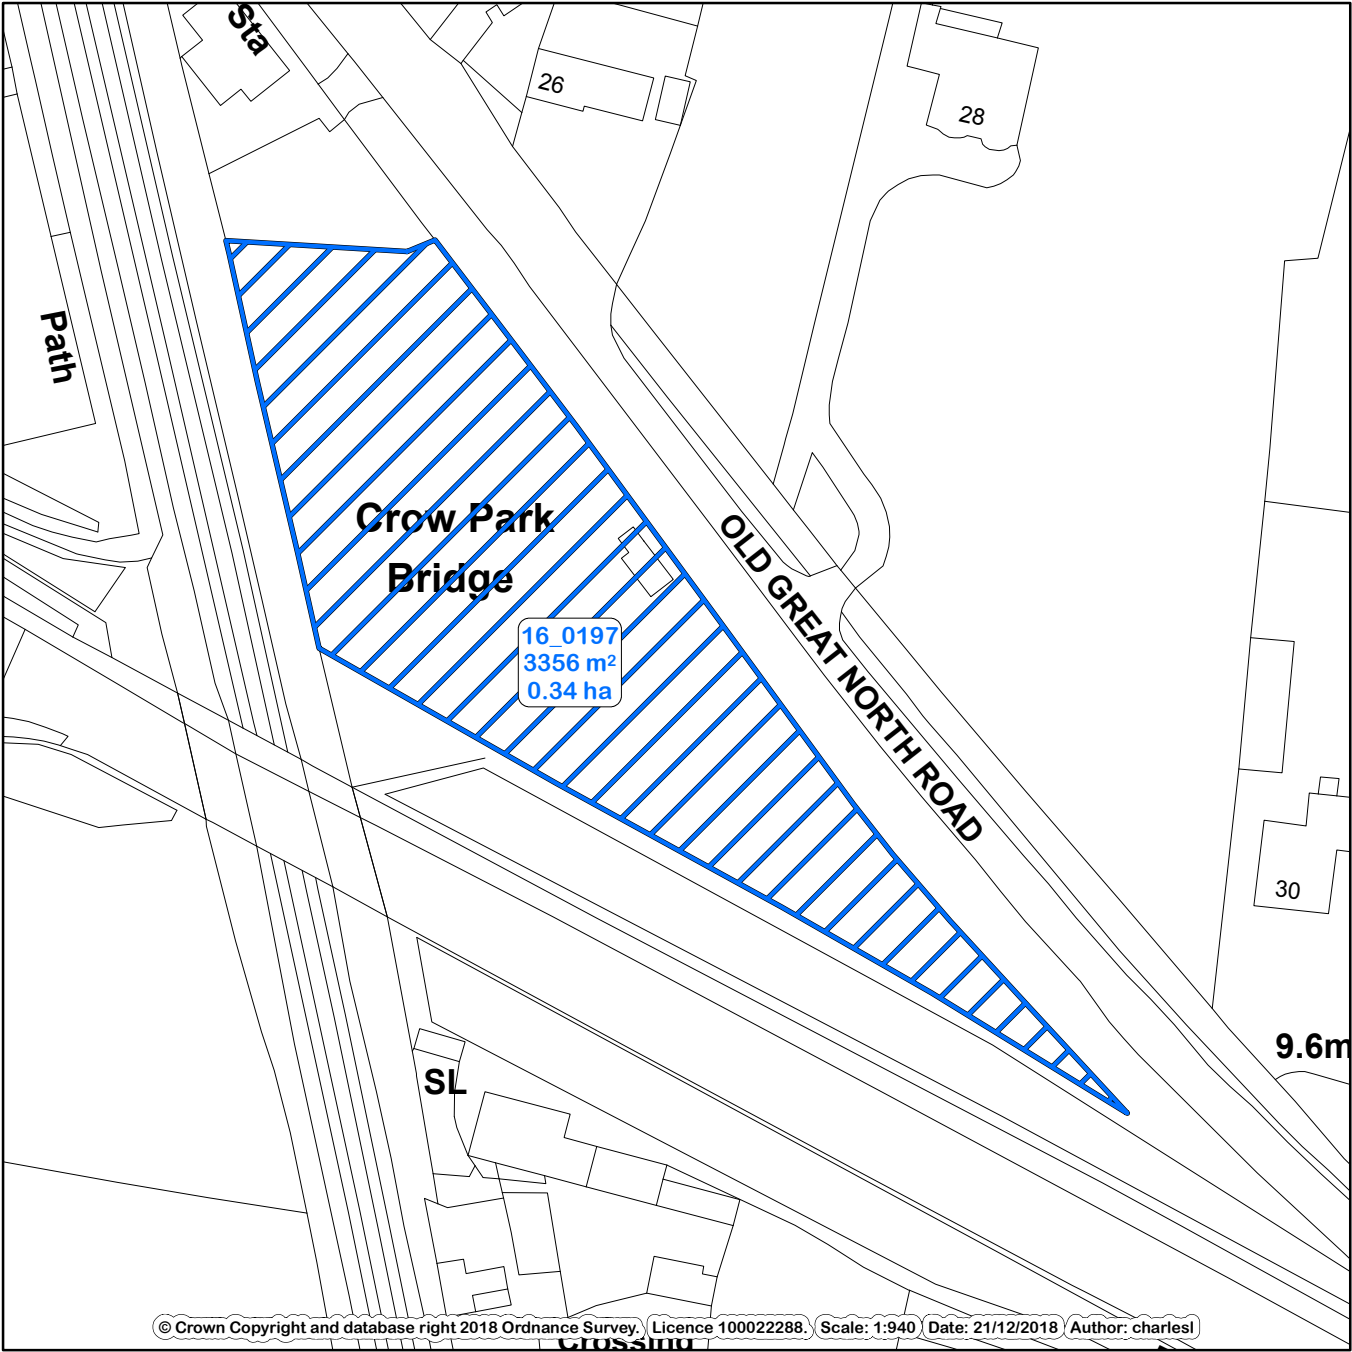 Sta
26
28
Path
Crow Park
Bridge
OLD GREAT NORTH ROAD
16_0197
3356 m²
0.34 ha
30
9.6m
SL
© Crown Copyright and database right 2018 Ordnance Survey. Licence 100022288. Scale: 1:940 Date: 21/12/2018 Author: charlesl
Crossing